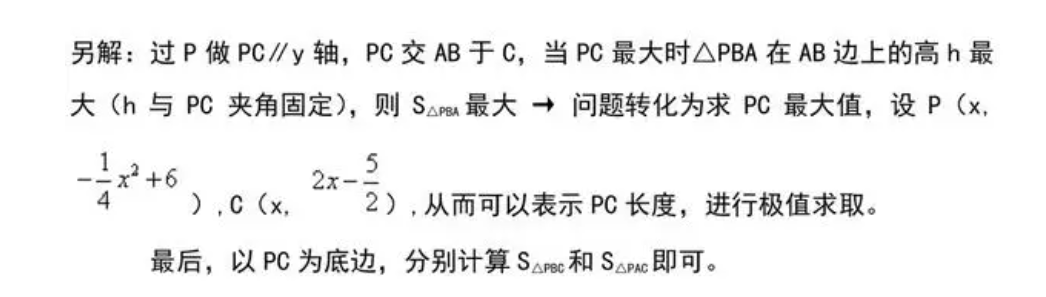 另解：过 P 做 PC∥y 轴，PC 交 AB 于 C，当 PC 最大时△PBA 在 AB 边上的高 h 最
大（h 与 PC 夹角固定），则 S△PBA 最大 → 问题转化为求 PC 最大值，设 P（x,
-1/4 x²+6），C（x, 2x-5/2），从而可以表示 PC 长度，进行极值求取。
最后，以 PC 为底边，分别计算 S△PBC 和 S△PAC 即可。